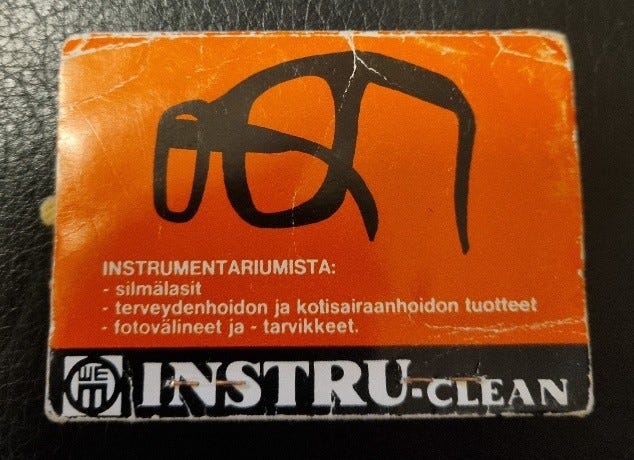 INSTRUMENTARIUMISTA:
- silmälasit
- terveydenhoidon ja kotisairaanhoidon tuotteet
- fotovälineet ja - tarvikkeet.
INSTRU-CLEAN